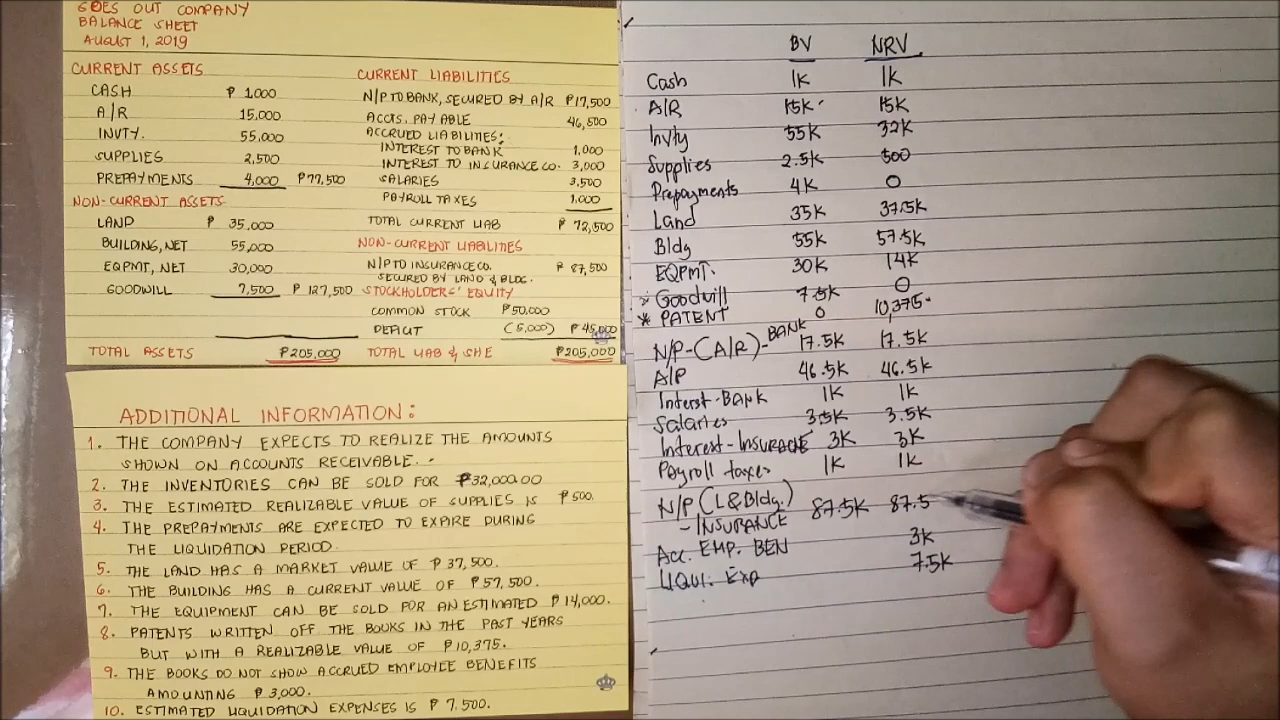 GOES OUT COMPANY
BALANCE SHEET
AUGUST 1, 2019
CURRENT ASSETS
CASH ₱ 1,000
A/R 15,000
INVTY. 55,000
SUPPLIES 2,500
PREPAYMENTS 4,000 ₱77,500
NON-CURRENT ASSETS
LAND ₱ 35,000
BUILDING, NET 55,000
EQPMT, NET 30,000
GOODWILL 7,500 ₱ 127,500
TOTAL ASSETS ₱205,000
CURRENT LIABILITIES
N/P TO BANK, SECURED BY A/R ₱17,500
ACCTS. PAYABLE 46,500
ACCRUED LIABILITIES:
INTEREST TO BANK 1,000
INTEREST TO INSURANCE CO. 3,000
SALARIES 3,500
PAYROLL TAXES 1,000
TOTAL CURRENT LIAB ₱ 72,500
NON-CURRENT LIABILITIES
N/P TO INSURANCE CO. ₱ 87,500
SECURED BY LAND & BLDG.
STOCKHOLDERS' EQUITY
COMMON STOCK ₱50,000
DEFICIT (5,000) ₱45,000
TOTAL LIAB & SHE ₱205,000
ADDITIONAL INFORMATION:
1. THE COMPANY EXPECTS TO REALIZE THE AMOUNTS
SHOWN ON ACCOUNTS RECEIVABLE.
2. THE INVENTORIES CAN BE SOLD FOR ₱32,000.00
3. THE ESTIMATED REALIZABLE VALUE OF SUPPLIES IS ₱500.
4. THE PREPAYMENTS ARE EXPECTED TO EXPIRE DURING
THE LIQUIDATION PERIOD.
5. THE LAND HAS A MARKET VALUE OF ₱ 37,500.
6. THE BUILDING HAS A CURRENT VALUE OF ₱57,500.
7. THE EQUIPMENT CAN BE SOLD FOR AN ESTIMATED ₱14,000.
8. PATENTS WRITTEN OFF THE BOOKS IN THE PAST YEARS
BUT WITH A REALIZABLE VALUE OF ₱10,375.
9. THE BOOKS DO NOT SHOW ACCRUED EMPLOYEE BENEFITS
AMOUNTING ₱ 3,000.
10. ESTIMATED LIQUIDATION EXPENSES IS ₱ 7,500.
BV NRV
Cash 1K 1K
A/R 15K 15K
Invty 55K 32K
Supplies 2.5K 500
Prepayments 4K 0
Land 35K 37.5K
Bldg 55K 57.5K
EQPMT. 30K 14K
* Goodwill 7.5K 0
* PATENT 0 10,375
N/P-(A/R)-BANK 17.5K 17.5K
A/P 46.5K 46.5K
Interst-Bank 1K 1K
Salaries 3.5K 3.5K
Interest-Insurance 3K 3K
Payroll taxes 1K 1K
N/P (L&Bldg.) 87.5K 87.5
- INSURANCE
Acc. EMP. BEN 3K
LIQUI. EXP 7.5K